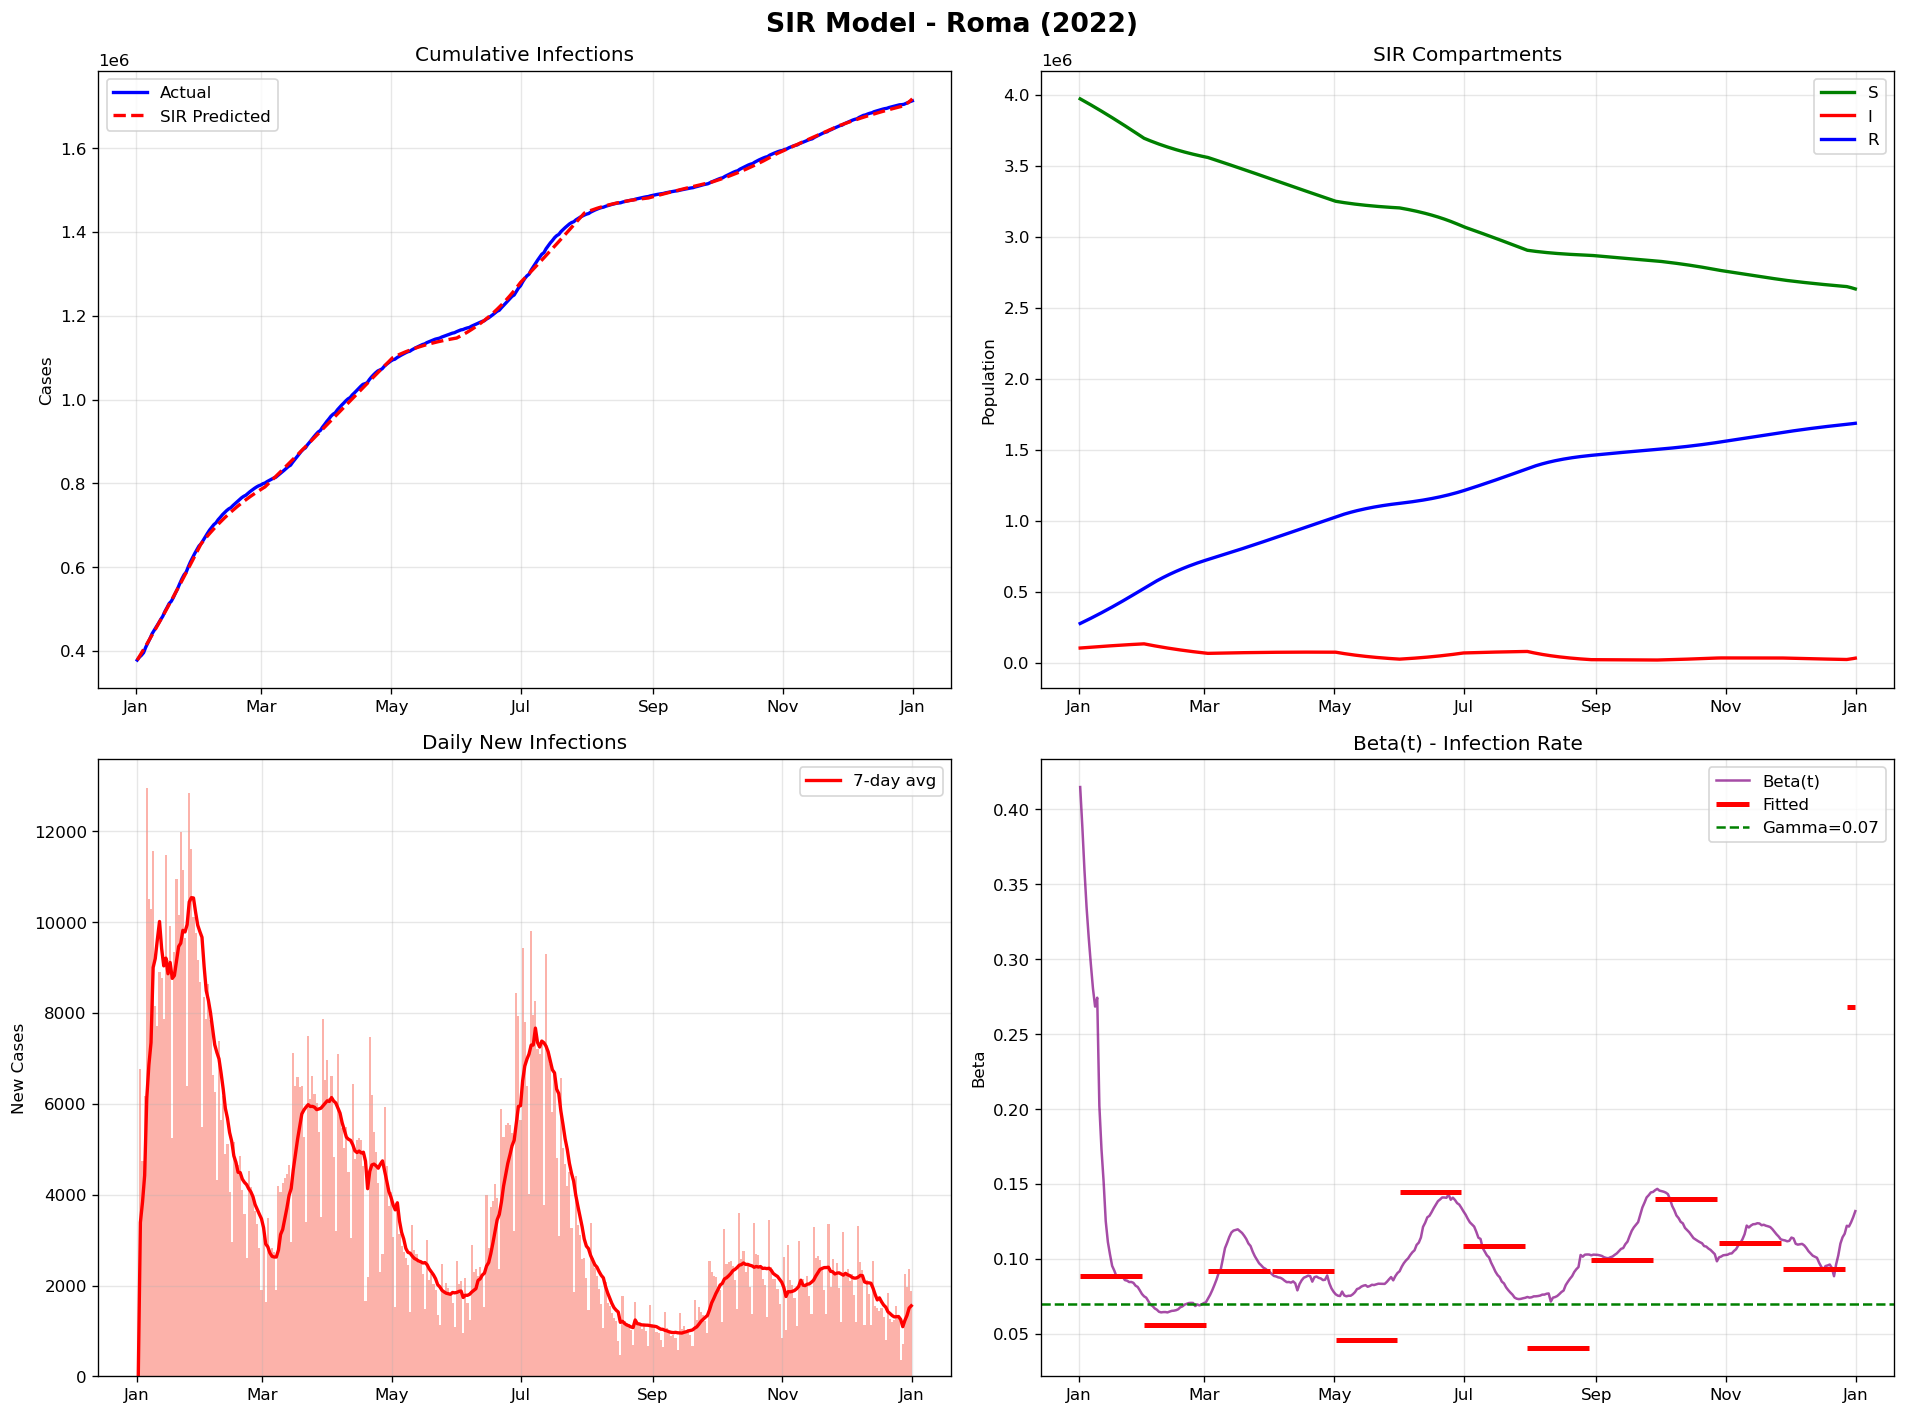 SIR Model - Roma (2022)
Cumulative Infections
1e6
Actual
SIR Predicted
1.6
1.4
1.2
1.0
0.8
0.6
0.4
Cases
Jan Mar May Jul Sep Nov Jan
SIR Compartments
1e6
S
I
R
4.0
3.5
3.0
2.5
2.0
1.5
1.0
0.5
0.0
Population
Jan Mar May Jul Sep Nov Jan
Daily New Infections
7-day avg
12000
10000
8000
6000
4000
2000
0
New Cases
Jan Mar May Jul Sep Nov Jan
Beta(t) - Infection Rate
Beta(t)
Fitted
Gamma=0.07
0.40
0.35
0.30
0.25
0.20
0.15
0.10
0.05
Beta
Jan Mar May Jul Sep Nov Jan